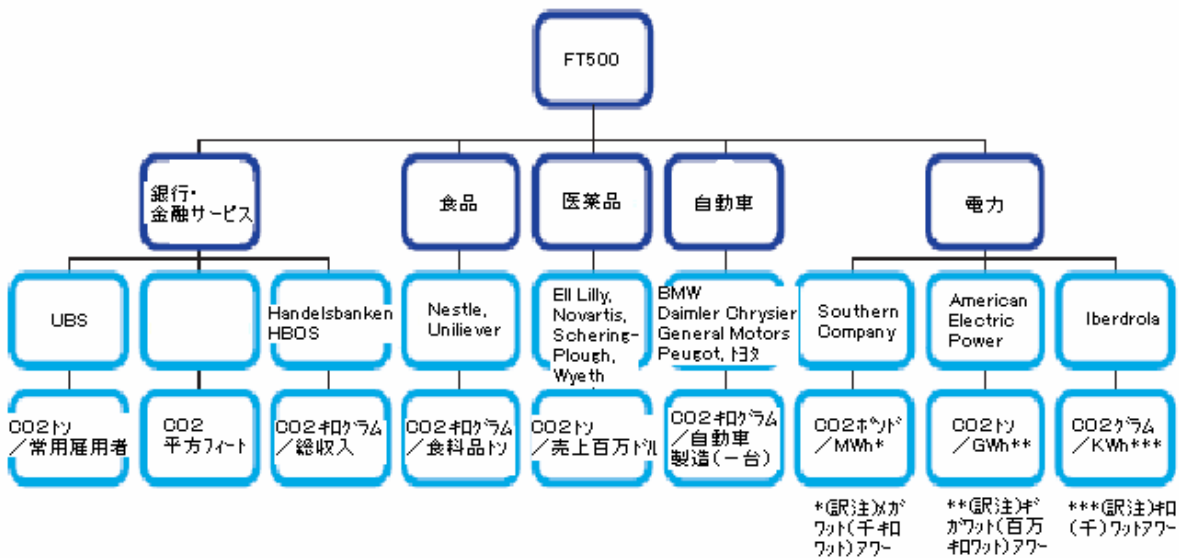 FT500
銀行・
金融サービス
食品
医薬品
自動車
電力
UBS
Handelsbanken
HBOS
Nestle,
Uniliever
Ell Lilly,
Novartis,
Schering-
Plough,
Wyeth
BMW
Daimler Chrysler
General Motors
Peugot, ﾄﾖﾀ
Southern
Company
American
Electric
Power
Iberdrola
CO2ﾄﾝ
／常用雇用者
CO2
平方フィート
CO2ｷﾛｸﾞﾗﾑ
／総収入
CO2ｷﾛｸﾞﾗﾑ
／食料品ﾄﾝ
CO2ﾄﾝ
／売上百万ﾄﾞﾙ
CO2ｷﾛｸﾞﾗﾑ
／自動車
製造(一台)
CO2ﾎﾟﾝﾄﾞ
／MWh*
CO2ﾄﾝ
／GWh**
CO2ｸﾞﾗﾑ
／KWh***
*(訳注)ﾒｶﾞ
ﾜｯﾄ(千ｷﾛ
ﾜｯﾄ)ｱﾜｰ
**(訳注)ｷﾞ
ｶﾞﾜｯﾄ(百万
ｷﾛﾜｯﾄ)ｱﾜｰ
***(訳注)ｷﾛ
(千)ﾜｯﾄｱﾜｰ